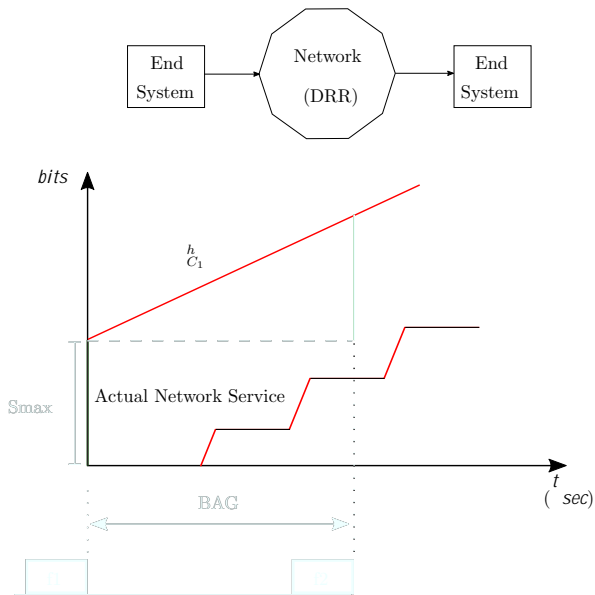 End
System
Network
(DRR)
End
System
bits
h
C1
Actual Network Service
Smax
t
( sec)
BAG